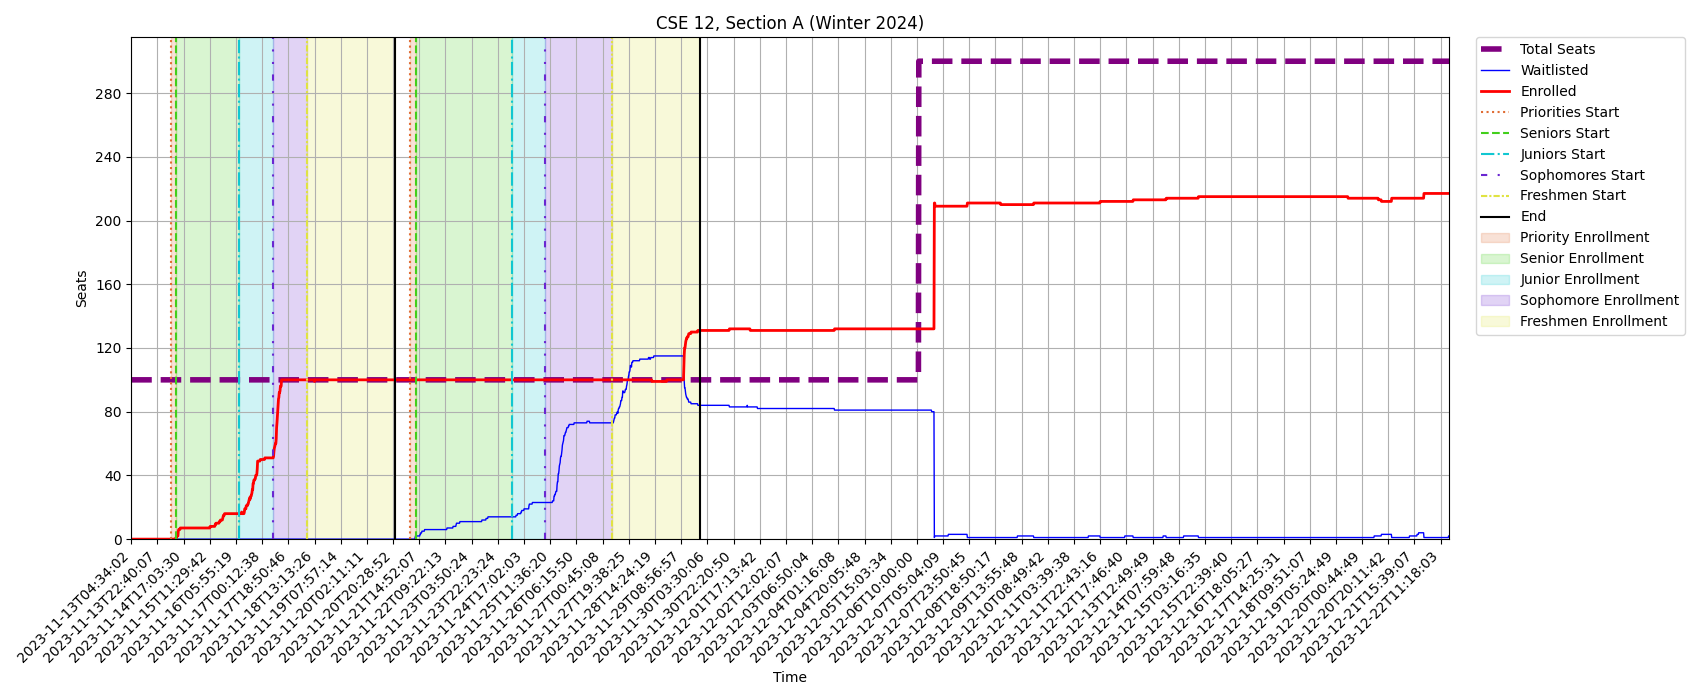 CSE 12, Section A (Winter 2024)
Seats
280
240
200
160
120
80
40
0
2023-11-13T04:34:02
2023-11-13T22:40:07
2023-11-14T17:03:30
2023-11-15T11:29:42
2023-11-16T05:55:19
2023-11-17T00:12:38
2023-11-17T18:50:46
2023-11-18T13:13:26
2023-11-19T07:57:14
2023-11-20T02:11:11
2023-11-20T20:28:52
2023-11-21T14:52:07
2023-11-22T09:22:13
2023-11-23T03:50:24
2023-11-23T22:23:24
2023-11-24T17:02:03
2023-11-25T11:36:20
2023-11-26T06:15:50
2023-11-27T00:45:08
2023-11-27T19:38:25
2023-11-28T14:24:19
2023-11-29T08:56:57
2023-11-30T03:30:06
2023-11-30T22:20:50
2023-12-01T17:13:42
2023-12-02T12:02:07
2023-12-03T06:50:04
2023-12-04T01:16:08
2023-12-04T20:05:48
2023-12-05T15:03:34
2023-12-06T10:00:00
2023-12-07T05:04:09
2023-12-07T23:50:45
2023-12-08T18:50:17
2023-12-09T13:55:48
2023-12-10T08:49:42
2023-12-11T03:39:38
2023-12-11T22:43:16
2023-12-12T17:46:40
2023-12-13T12:49:49
2023-12-14T07:59:48
2023-12-15T03:16:35
2023-12-15T22:39:40
2023-12-16T18:05:27
2023-12-17T14:25:31
2023-12-18T09:51:07
2023-12-19T05:24:49
2023-12-20T00:44:49
2023-12-20T20:11:42
2023-12-21T15:39:07
2023-12-22T11:18:03
Time
Total Seats
Waitlisted
Enrolled
Priorities Start
Seniors Start
Juniors Start
Sophomores Start
Freshmen Start
End
Priority Enrollment
Senior Enrollment
Junior Enrollment
Sophomore Enrollment
Freshmen Enrollment